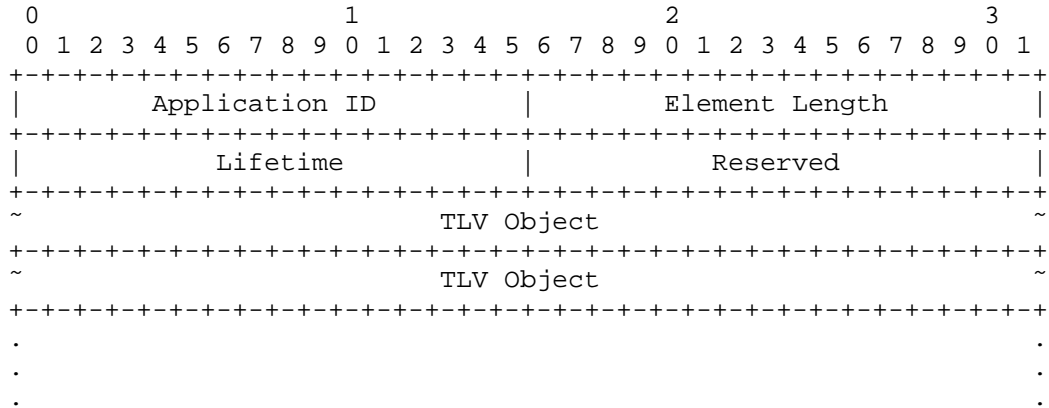 0                   1                   2                   3
 0 1 2 3 4 5 6 7 8 9 0 1 2 3 4 5 6 7 8 9 0 1 2 3 4 5 6 7 8 9 0 1
+-+-+-+-+-+-+-+-+-+-+-+-+-+-+-+-+-+-+-+-+-+-+-+-+-+-+-+-+-+-+-+-+
|        Application ID         |        Element Length         |
+-+-+-+-+-+-+-+-+-+-+-+-+-+-+-+-+-+-+-+-+-+-+-+-+-+-+-+-+-+-+-+-+
|            Lifetime           |           Reserved            |
+-+-+-+-+-+-+-+-+-+-+-+-+-+-+-+-+-+-+-+-+-+-+-+-+-+-+-+-+-+-+-+-+
~                          TLV Object                           ~
+-+-+-+-+-+-+-+-+-+-+-+-+-+-+-+-+-+-+-+-+-+-+-+-+-+-+-+-+-+-+-+-+
~                          TLV Object                           ~
+-+-+-+-+-+-+-+-+-+-+-+-+-+-+-+-+-+-+-+-+-+-+-+-+-+-+-+-+-+-+-+-+
.                                                               .
.                                                               .
.                                                               .